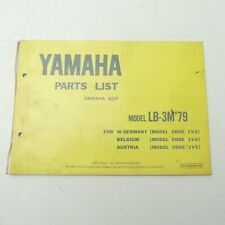 YAMAHA
PARTS LIST
YAMAHA BOP
MODEL LB-3M '79
FOR W.GERMANY (MODEL CODE 1V3)
BELGIUM (MODEL CODE 1V4)
AUSTRIA (MODEL CODE 1V5)